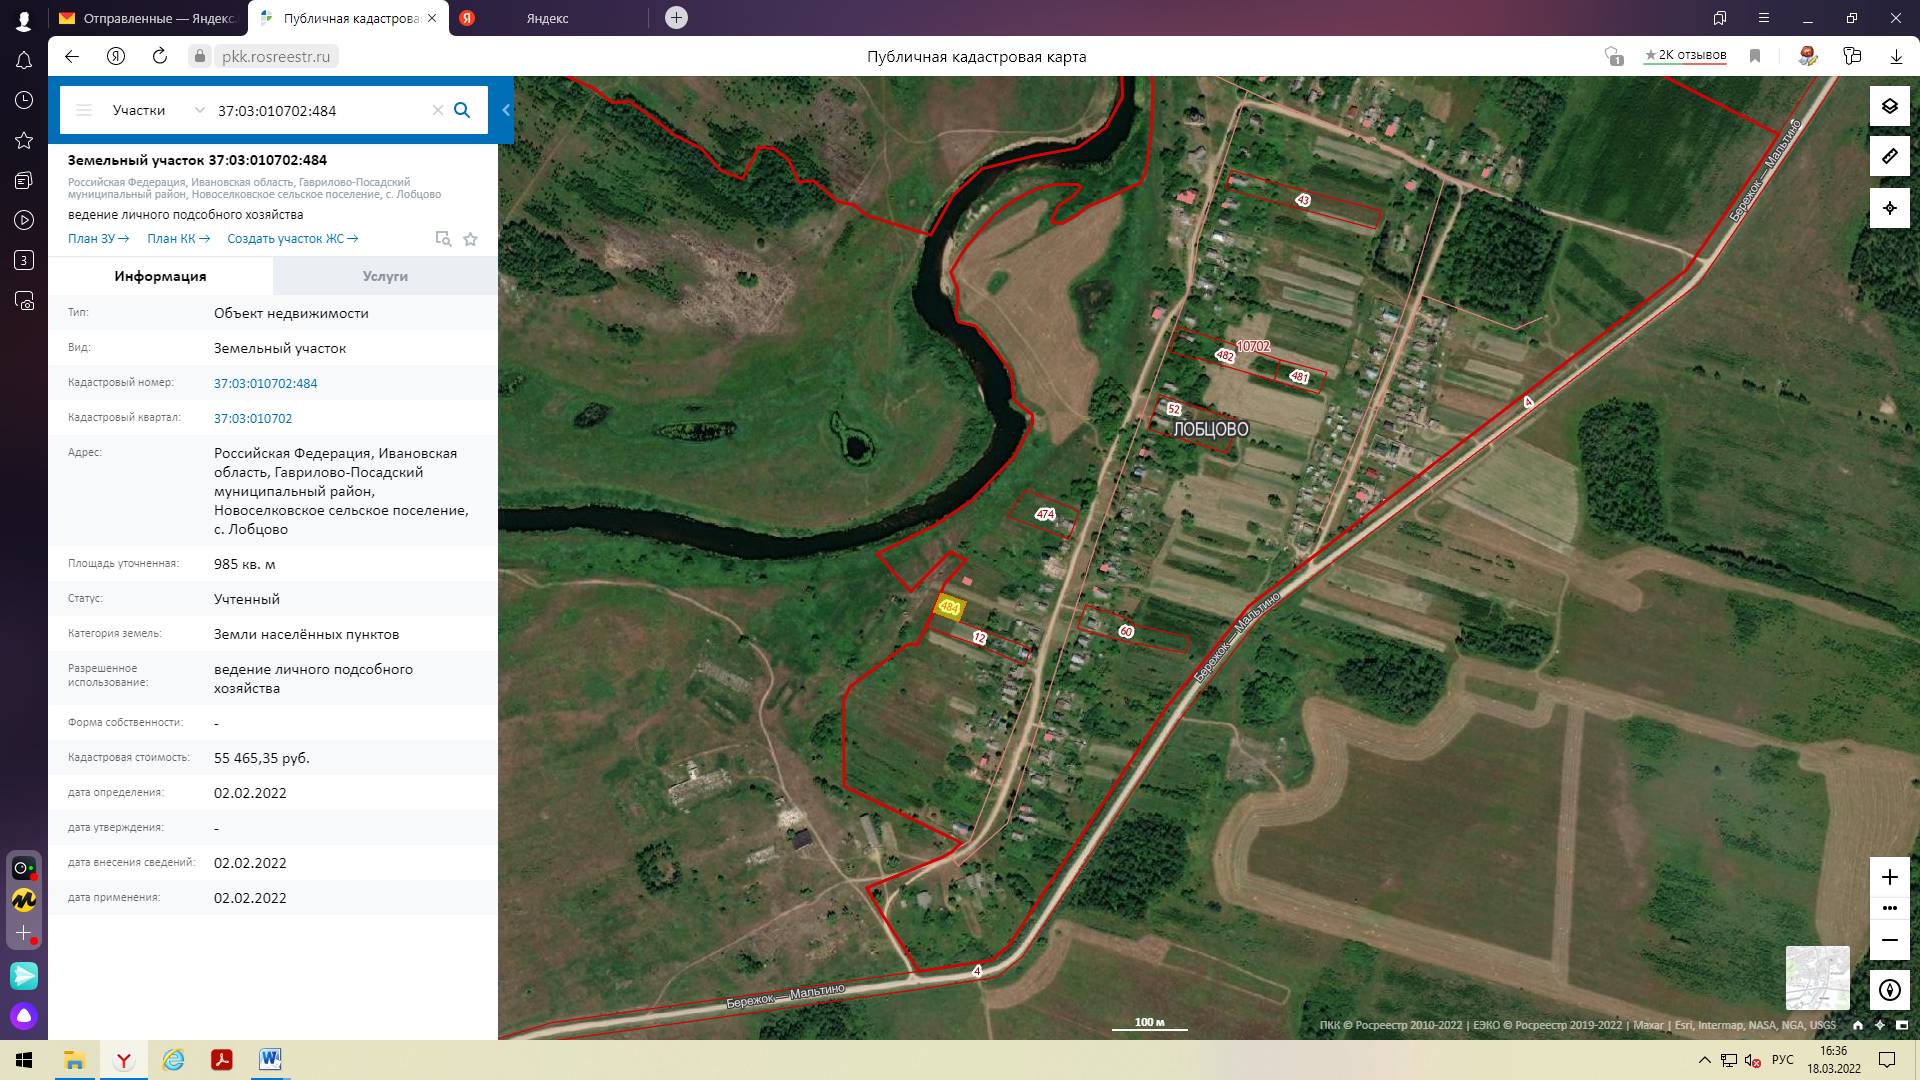 Отправленные — Яндекс.
Публичная кадастрова
Яндекс
pkk.rosreestr.ru
Публичная кадастровая карта
1
2К отзывов
3
Участки
37:03:010702:484
Земельный участок 37:03:010702:484
Российская Федерация, Ивановская область, Гаврилово-Посадский
муниципальный район, Новоселковское сельское поселение, с. Лобцово
ведение личного подсобного хозяйства
План ЗУ →
План КК →
Создать участок ЖС →
Информация
Услуги
Тип:
Объект недвижимости
Вид:
Земельный участок
Кадастровый номер:
37:03:010702:484
Кадастровый квартал:
37:03:010702
Адрес:
Российская Федерация, Ивановская
область, Гаврилово-Посадский
муниципальный район,
Новоселковское сельское поселение,
с. Лобцово
Площадь уточненная:
985 кв. м
Статус:
Учтенный
Категория земель:
Земли населённых пунктов
Разрешенное
использование:
ведение личного подсобного
хозяйства
Форма собственности:
-
Кадастровая стоимость:
55 465,35 руб.
дата определения:
02.02.2022
дата утверждения:
-
дата внесения сведений:
02.02.2022
дата применения:
02.02.2022
Бережок — Мальтино
43
10702
482
481
4
52
ЛОБЦОВО
474
484
12
60
Бережок — Мальтино
4
Бережок — Мальтино
100 м
ПКК © Росреестр 2010-2022 | ЕЭКО © Росреестр 2019-2022 | Maxar | Esri, Intermap, NASA, NGA, USGS
РУС
16:36
18.03.2022